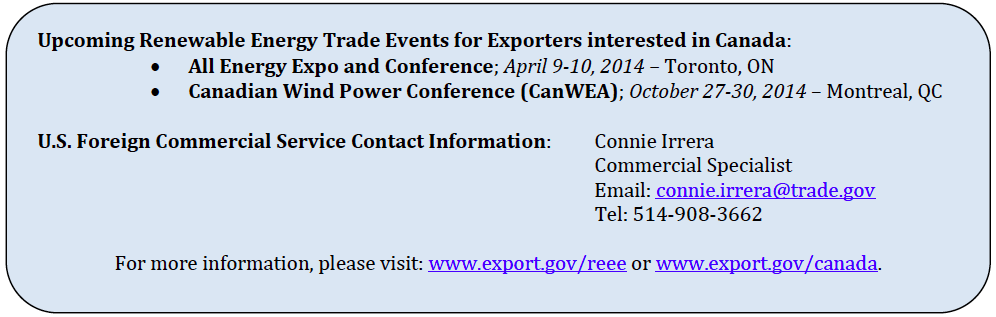 Upcoming Renewable Energy Trade Events for Exporters interested in Canada:
• All Energy Expo and Conference; April 9-10, 2014 – Toronto, ON
• Canadian Wind Power Conference (CanWEA); October 27-30, 2014 – Montreal, QC
U.S. Foreign Commercial Service Contact Information: Connie Irrera
Commercial Specialist
Email: connie.irrera@trade.gov
Tel: 514-908-3662
For more information, please visit: www.export.gov/reee or www.export.gov/canada.